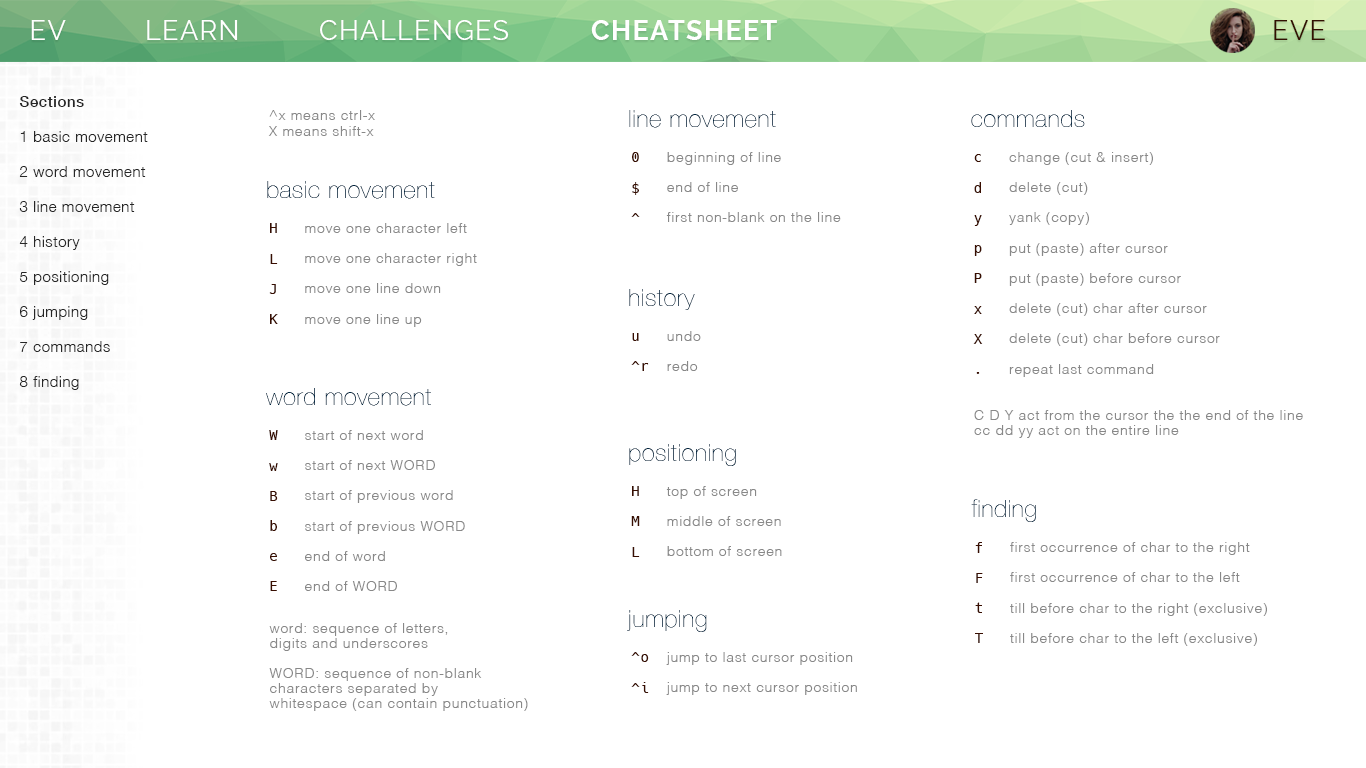 EV LEARN CHALLENGES CHEATSHEET EVE
Sections
1 basic movement
2 word movement
3 line movement
4 history
5 positioning
6 jumping
7 commands
8 finding
^x means ctrl-x
X means shift-x
basic movement
H move one character left
L move one character right
J move one line down
K move one line up
word movement
W start of next word
w start of next WORD
B start of previous word
b start of previous WORD
e end of word
E end of WORD
word: sequence of letters,
digits and underscores
WORD: sequence of non-blank
characters separated by
whitespace (can contain punctuation)
line movement
0 beginning of line
$ end of line
^ first non-blank on the line
history
u undo
^r redo
positioning
H top of screen
M middle of screen
L bottom of screen
jumping
^o jump to last cursor position
^i jump to next cursor position
commands
c change (cut & insert)
d delete (cut)
y yank (copy)
p put (paste) after cursor
P put (paste) before cursor
x delete (cut) char after cursor
X delete (cut) char before cursor
. repeat last command
C D Y act from the cursor the the end of the line
cc dd yy act on the entire line
finding
f first occurrence of char to the right
F first occurrence of char to the left
t till before char to the right (exclusive)
T till before char to the left (exclusive)